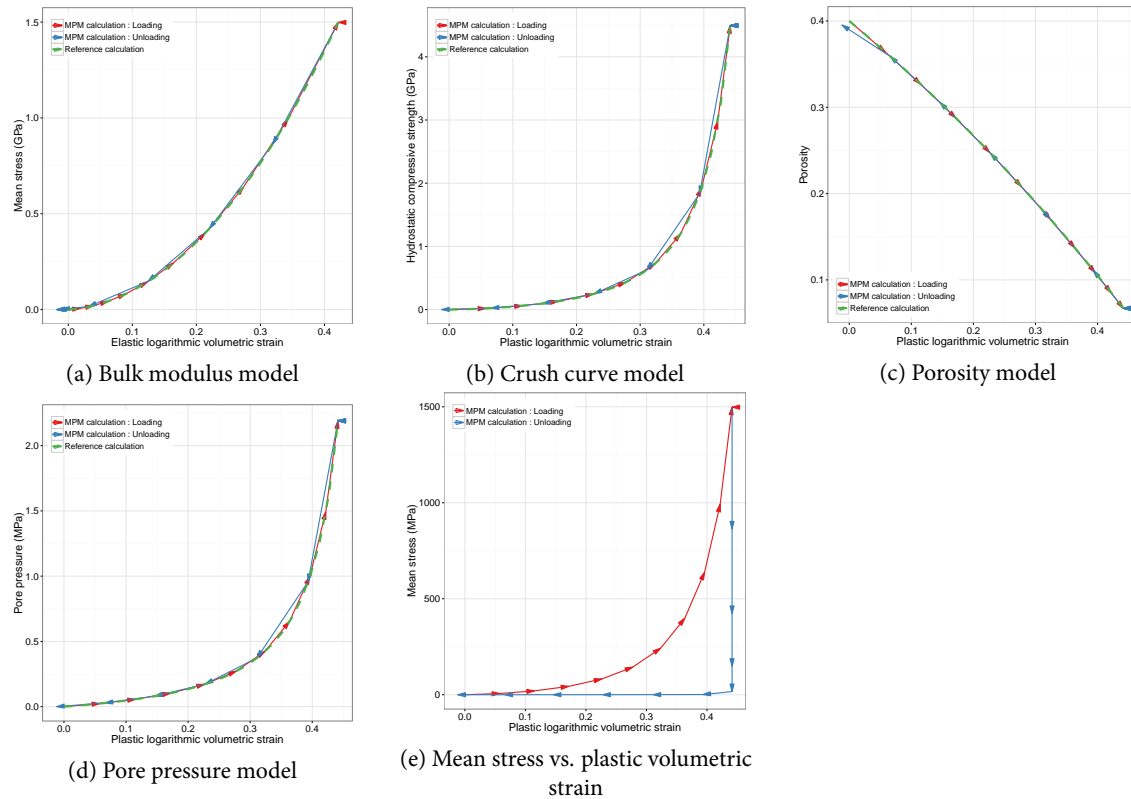 1.5
1.0
0.5
0.0
Mean stress (GPa)
MPM calculation : Loading
MPM calculation : Unloading
Reference calculation
0.0 0.1 0.2 0.3 0.4
Elastic logarithmic volumetric strain
(a) Bulk modulus model
4
3
2
1
0
Hydrostatic compressive strength (GPa)
MPM calculation : Loading
MPM calculation : Unloading
Reference calculation
0.0 0.1 0.2 0.3 0.4
Plastic logarithmic volumetric strain
(b) Crush curve model
0.4
0.3
0.2
0.1
Porosity
MPM calculation : Loading
MPM calculation : Unloading
Reference calculation
0.0 0.1 0.2 0.3 0.4
Plastic logarithmic volumetric strain
(c) Porosity model
2.0
1.5
1.0
0.5
0.0
Pore pressure (MPa)
MPM calculation : Loading
MPM calculation : Unloading
Reference calculation
0.0 0.1 0.2 0.3 0.4
Plastic logarithmic volumetric strain
(d) Pore pressure model
1500
1000
500
0
Mean stress (MPa)
MPM calculation : Loading
MPM calculation : Unloading
0.0 0.1 0.2 0.3 0.4
Plastic logarithmic volumetric strain
(e) Mean stress vs. plastic volumetric
strain